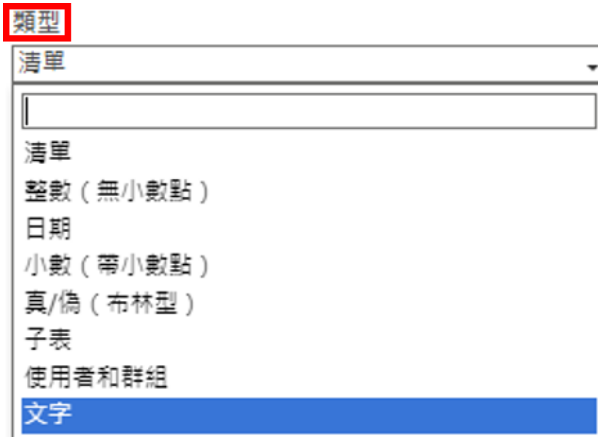 類型
清單
清單
整數（無小數點）
日期
小數（帶小數點）
真/偽（布林型）
子表
使用者和群組
文字